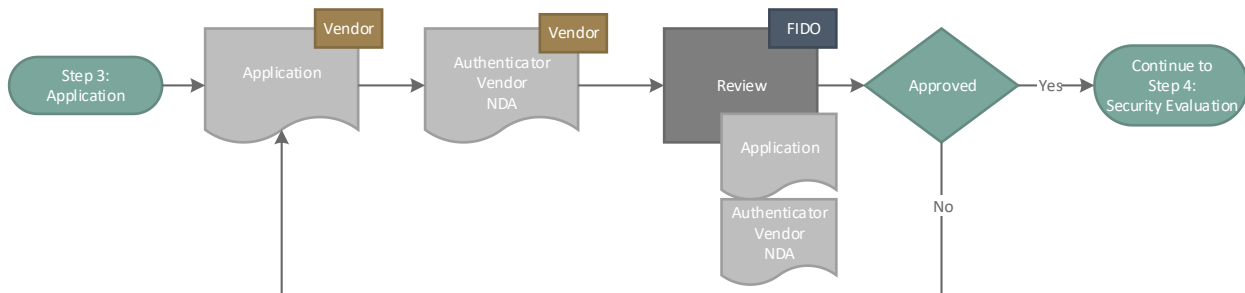 Step 3:
Application
Vendor
Application
Vendor
Authenticator
Vendor
NDA
FIDO
Review
Application
Authenticator
Vendor
NDA
Approved
Yes
No
Continue to
Step 4:
Security Evaluation